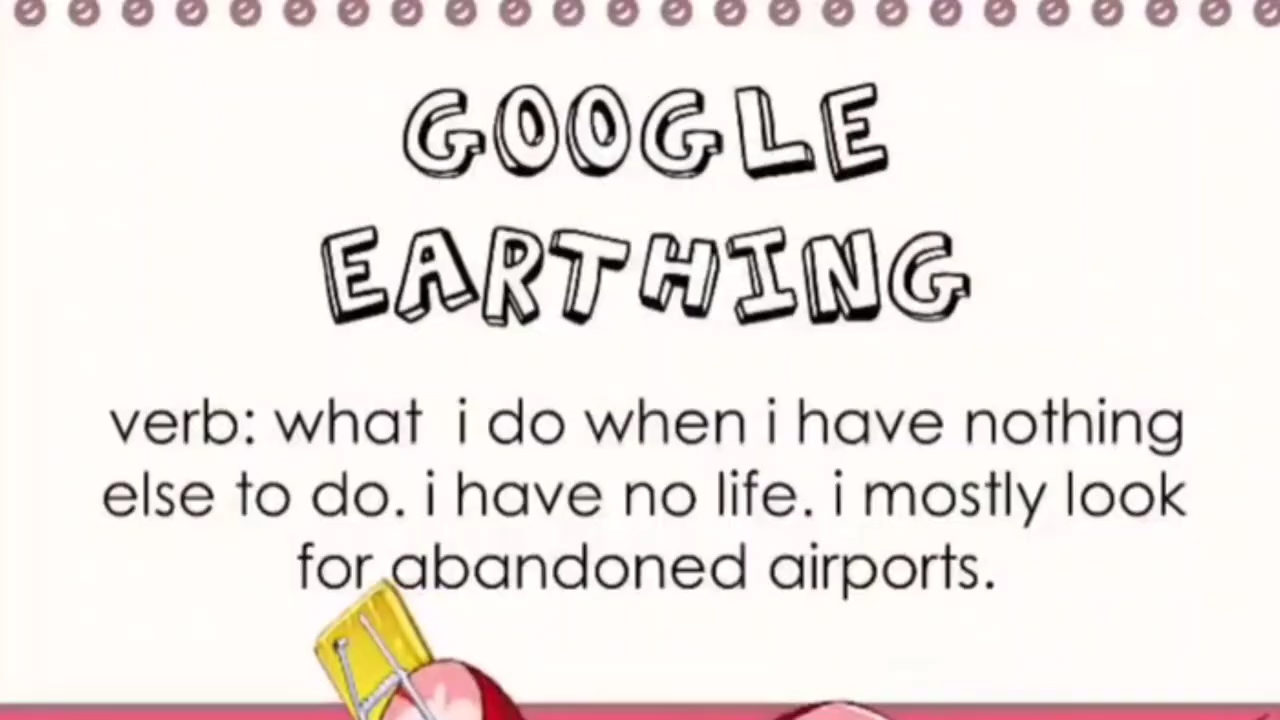 GOOGLE
EARTHING
verb: what i do when i have nothing
else to do. i have no life. i mostly look
for abandoned airports.